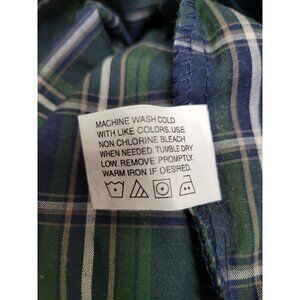 MACHINE WASH COLD
WITH LIKE COLORS. USE
NON CHLORINE BLEACH
WHEN NEEDED. TUMBLE DRY
LOW. REMOVE PROMPTLY.
WARM IRON IF DESIRED.